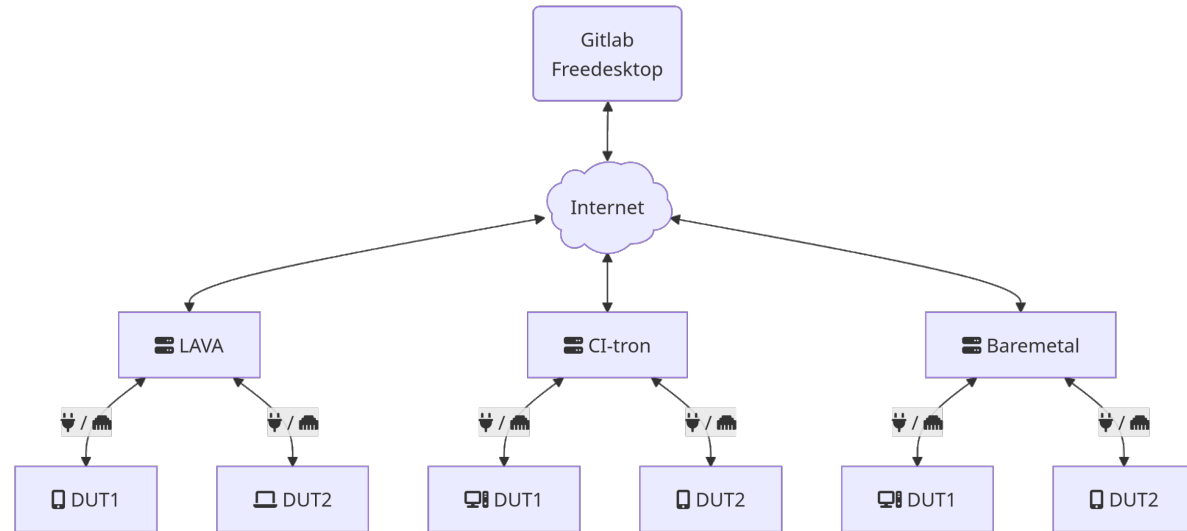 Gitlab
Freedesktop
Internet
LAVA
CI-tron
Baremetal
/
/
/
/
/
/
DUT1
DUT2
DUT1
DUT2
DUT1
DUT2